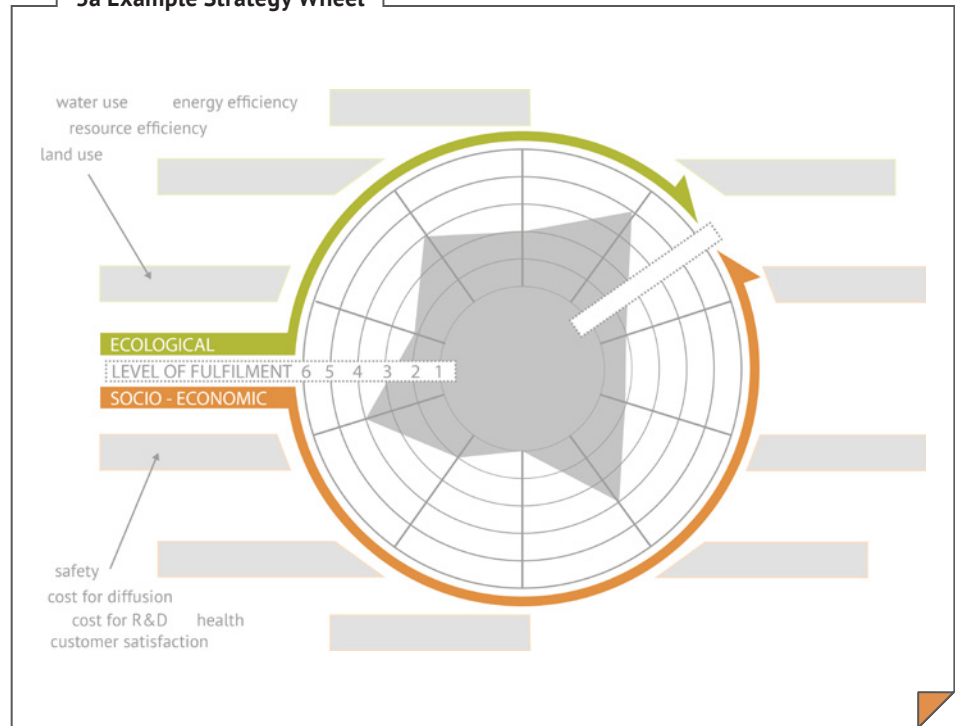 5a Example Strategy Wheel
water use energy efficiency
resource efficiency
land use
ECOLOGICAL
LEVEL OF FULFILMENT 6 5 4 3 2 1
SOCIO - ECONOMIC
safety
cost for diffusion
cost for R&D health
customer satisfaction